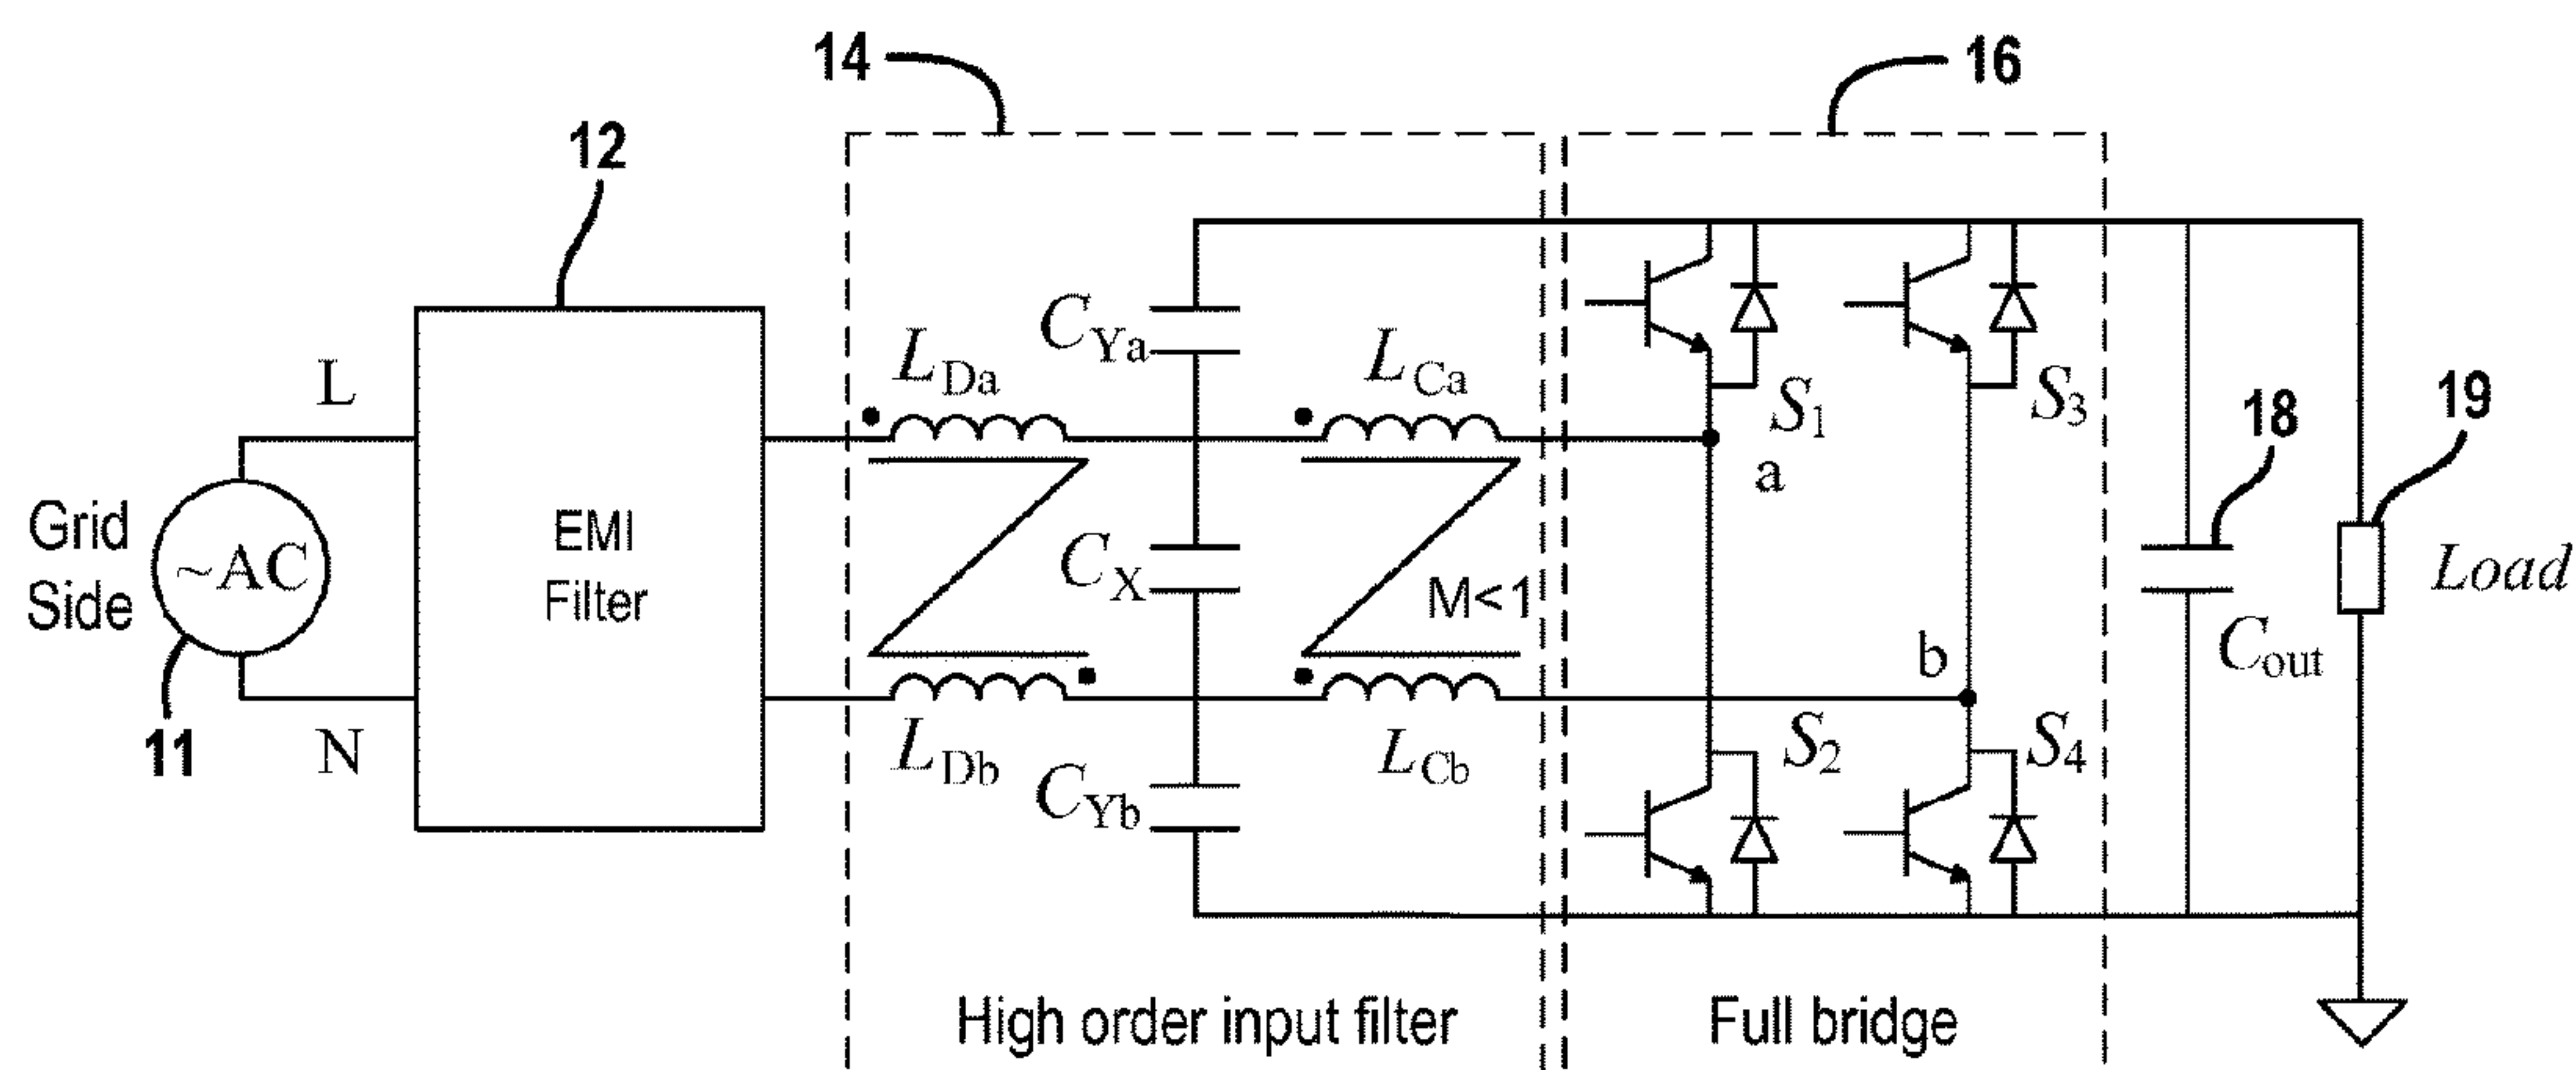 14
16
12
C_Ya
L_Da
L_Ca
L
S_1
S_3
18
19
a
Grid
Side
~AC
EMI
Filter
C_X
M<1
Load
b
C_out
11
N
L_Db
C_Yb
L_Cb
S_2
S_4
High order input filter
Full bridge